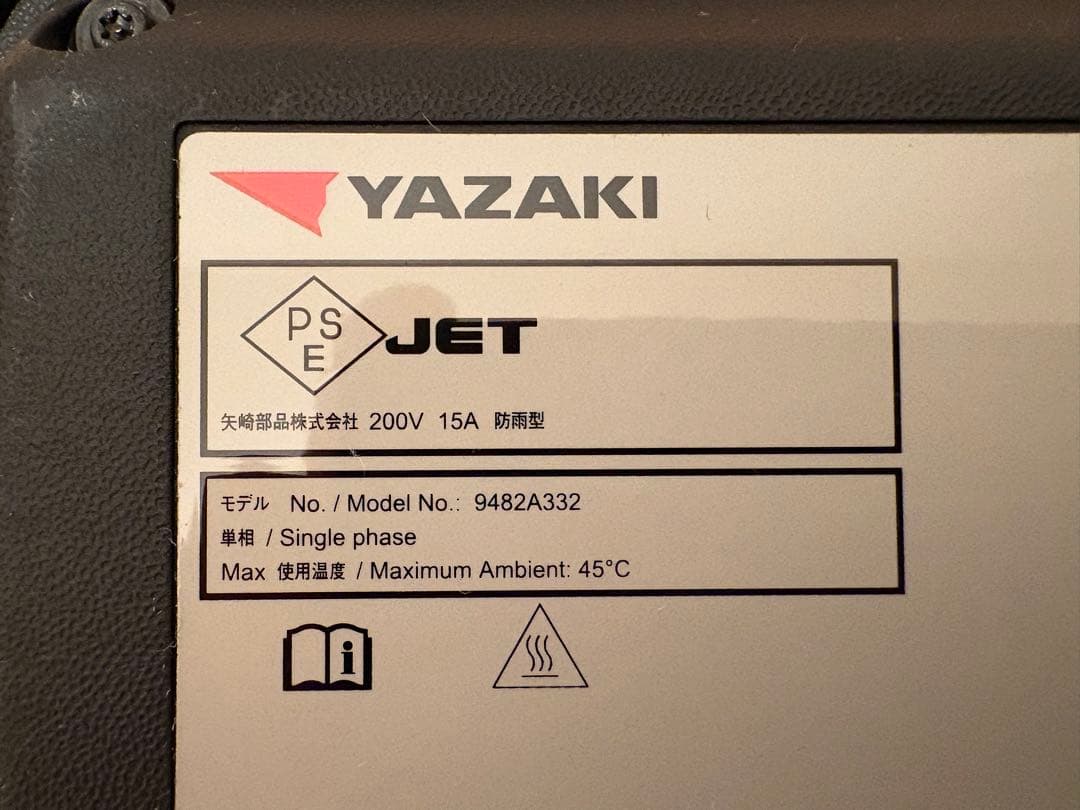 YAZAKI
PSE JET
矢崎部品株式会社 200V 15A 防雨型
モデル No. / Model No.: 9482A332
単相 / Single phase
Max 使用温度 / Maximum Ambient: 45°C
i